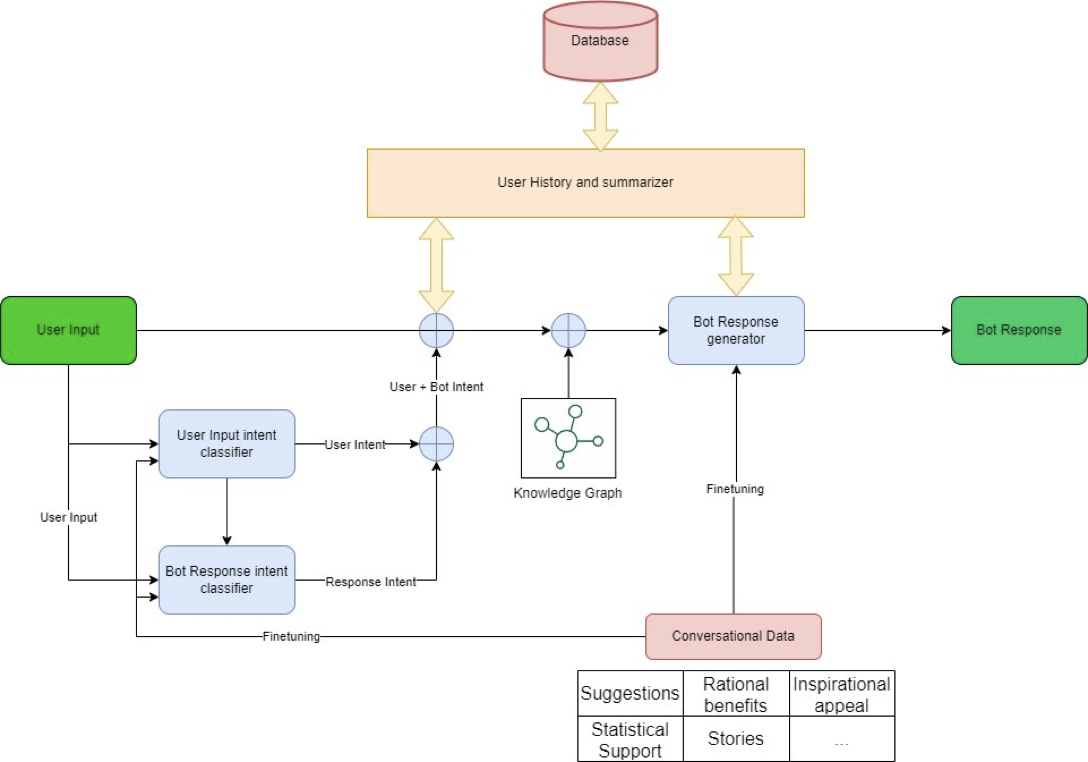 Database
User History and summarizer
User Input
Bot Response
generator
Bot Response
User + Bot Intent
User Input intent
classifier
User Intent
Knowledge Graph
Finetuning
User Input
Bot Response intent
classifier
Response Intent
Finetuning
Conversational Data
Suggestions
Rational
benefits
Inspirational
appeal
Statistical
Support
Stories
...